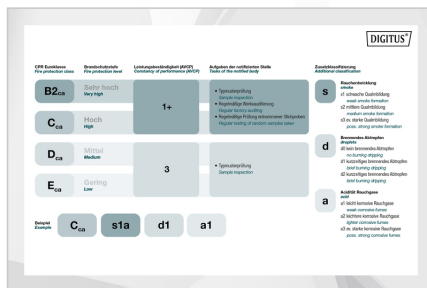 DIGITUS®
CPR Euroklasse
Fire protection class
Brandschutzstufe
Fire protection level
Leistungsbeständigkeit (AVCP)
Constancy of performance (AVCP)
Aufgaben der notifizierten Stelle
Tasks of the notified body
Zusatzklassifizierung
Additional classification
B2ca
Sehr hoch
Very high
Cca
Hoch
High
1+
• Typmusterprüfung
Sample inspection
• Regelmäßige Werksauditierung
Regular factory auditing
• Regelmäßige Prüfung entnommener Stichproben
Regular testing of random samples taken
Dca
Mittel
Medium
Eca
Gering
Low
3
• Typmusterprüfung
Sample inspection
s
Rauchentwicklung
smoke
s1 schwache Qualmbildung
weak smoke formation
s2 mittlere Qualmbildung
medium smoke formation
s3 ev. starke Qualmbildung
poss. strong smoke formation
d
Brennendes Abtropfen
droplets
d0 kein brennendes Abtropfen
no burning dripping
d1 kurzzeitiges brennendes Abtropfen
brief burning dripping
d2 kurzzeitiges brennendes Abtropfen
brief burning dripping
a
Acidität Rauchgase
acid
a1 leicht korrosive Rauchgase
weak corrosive fumes
a2 leichtere korrosive Rauchgase
lighter corrosive fumes
a3 ev. starke korrosive Rauchgase
poss. strong corrosive fumes
Beispiel
Example
Cca
s1a
d1
a1